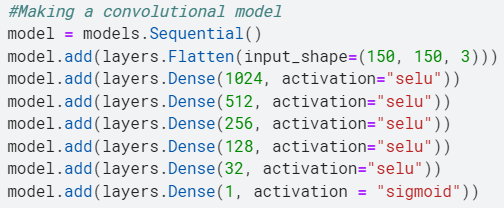 #Making a convolutional model
model = models.Sequential()
model.add(layers.Flatten(input_shape=(150, 150, 3)))
model.add(layers.Dense(1024, activation="selu"))
model.add(layers.Dense(512, activation="selu"))
model.add(layers.Dense(256, activation="selu"))
model.add(layers.Dense(128, activation="selu"))
model.add(layers.Dense(32, activation="selu"))
model.add(layers.Dense(1, activation = "sigmoid"))